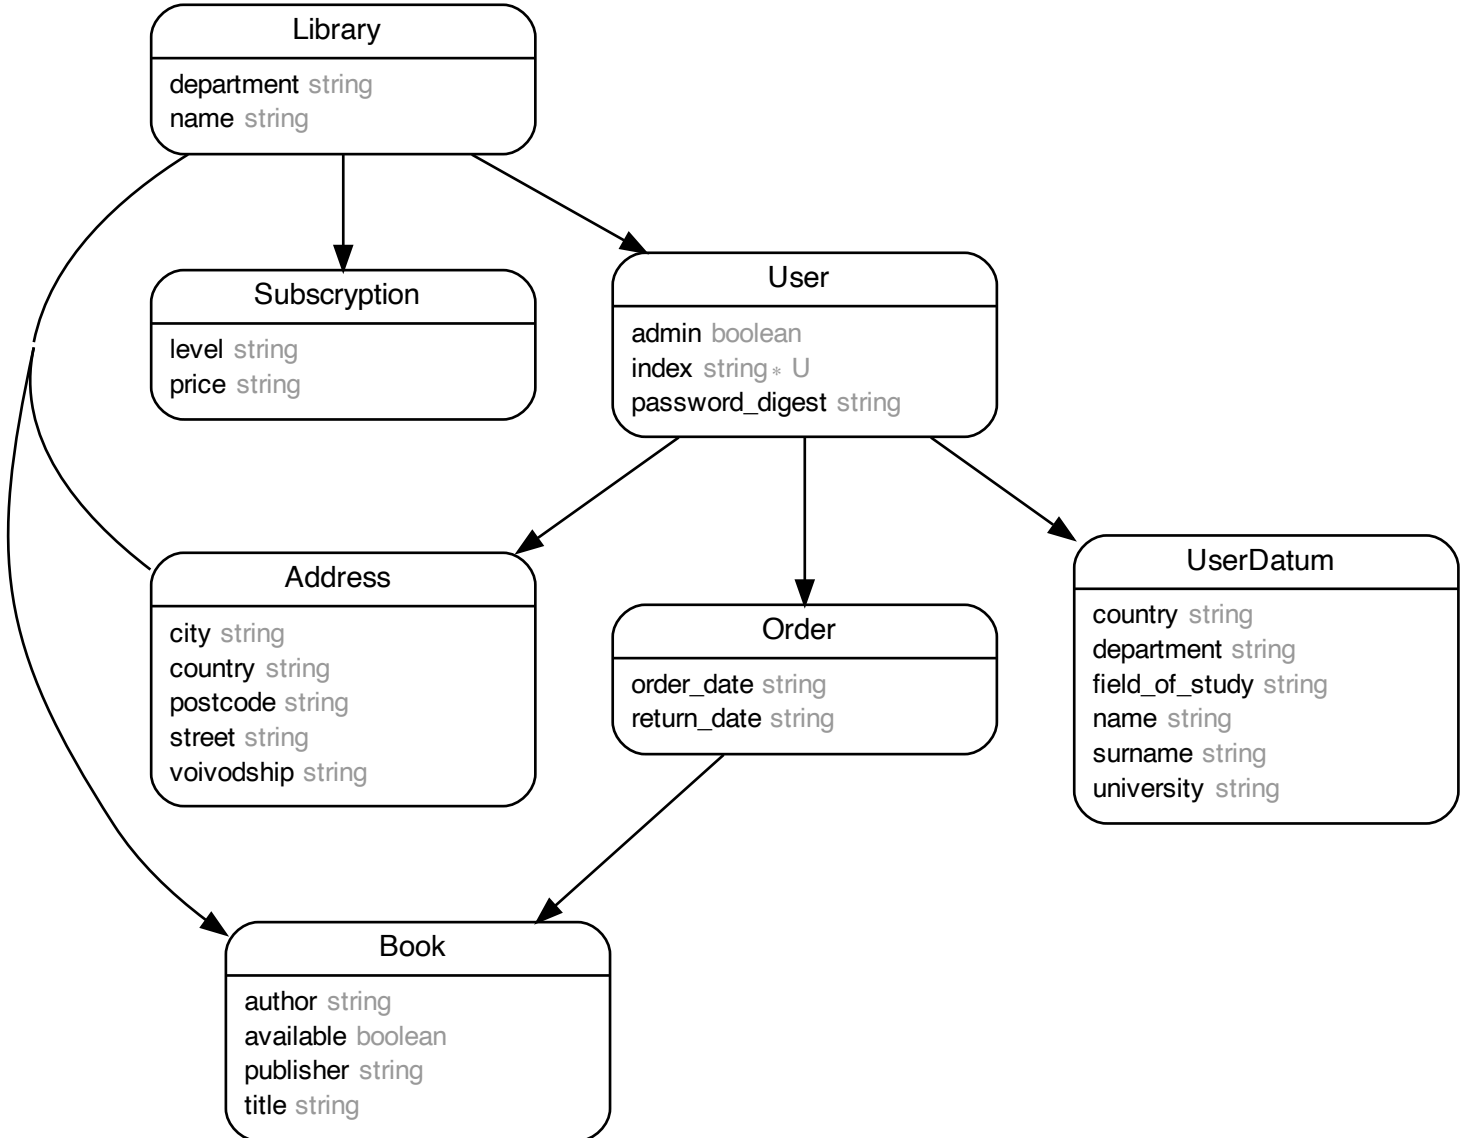 Library
department string
name string
Subscryption
level string
price string
User
admin boolean
index string* U
password_digest string
Address
city string
country string
postcode string
street string
voivodship string
Order
order_date string
return_date string
UserDatum
country string
department string
field_of_study string
name string
surname string
university string
Book
author string
available boolean
publisher string
title string